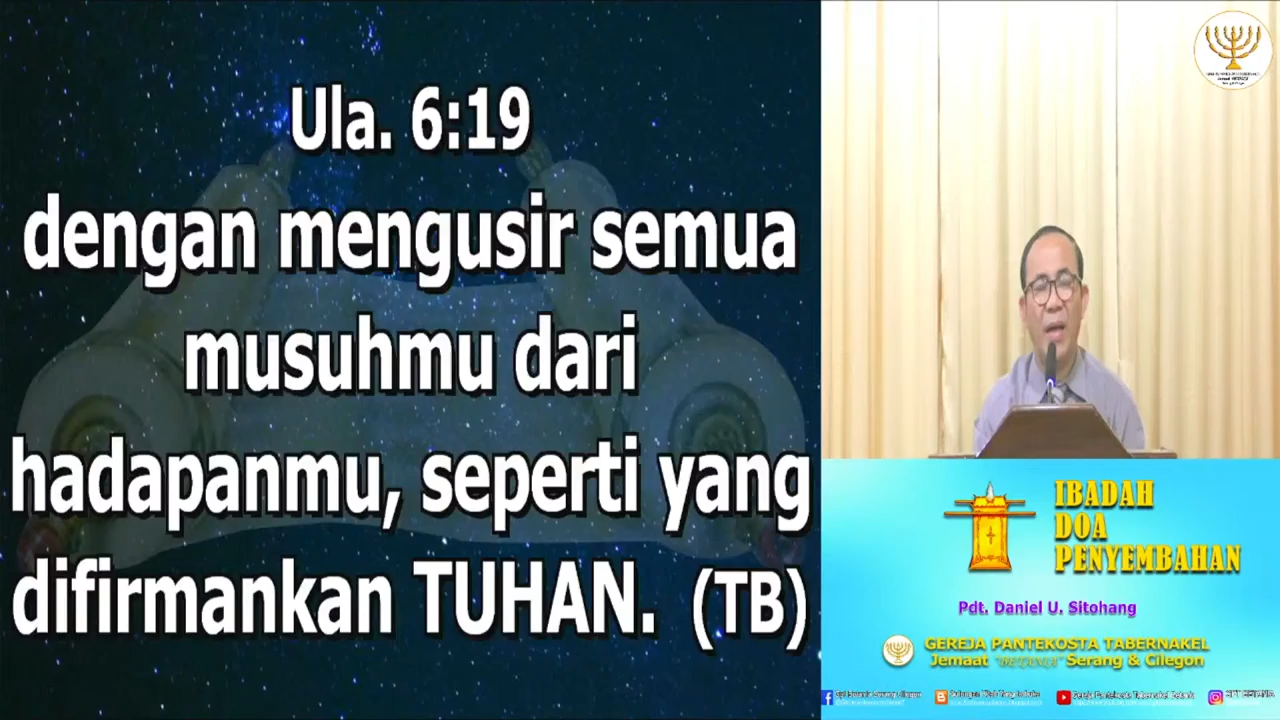 Ula. 6:19
dengan mengusir semua
musuhmu dari
hadapanmu, seperti yang
difirmankan TUHAN. (TB)
IBADAH
DOA
PENYEMBAHAN
Pdt. Daniel U. Sitohang
GEREJA PANTEKOSTA TABERNAKEL
Jemaat "BETANIA" Serang & Cilegon